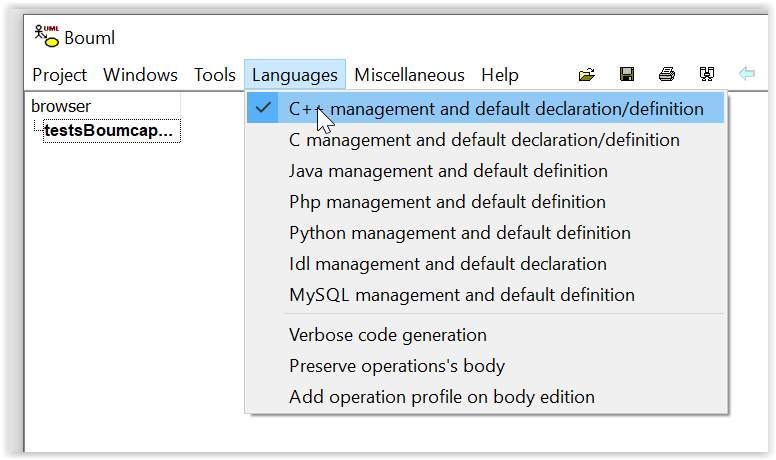 UML
Bouml
Project Windows Tools Languages Miscellaneous Help
browser
testsBoumcap...
C++ management and default declaration/definition
C management and default declaration/definition
Java management and default definition
Php management and default definition
Python management and default definition
Idl management and default declaration
MySQL management and default definition
Verbose code generation
Preserve operations's body
Add operation profile on body edition